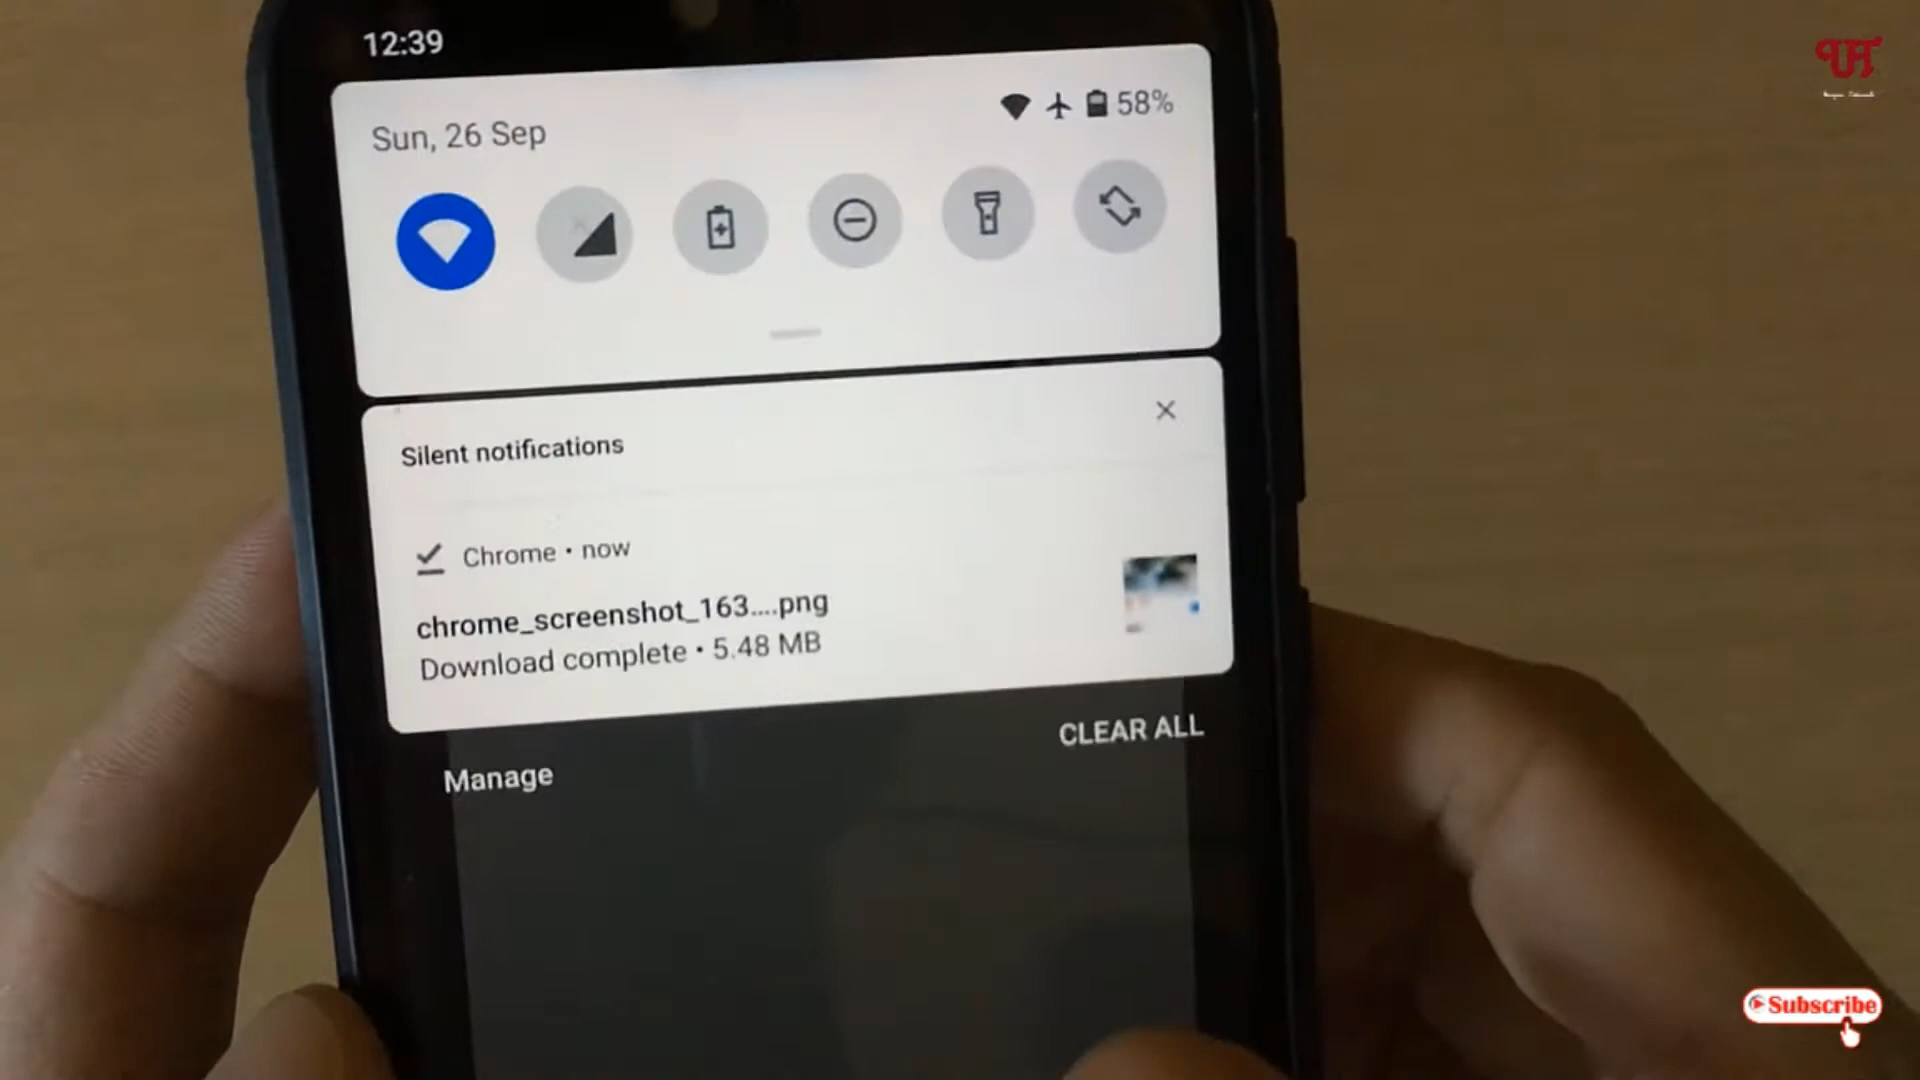 12:39
58%
Sun, 26 Sep
Silent notifications
Chrome • now
chrome_screenshot_163....png
Download complete • 5.48 MB
CLEAR ALL
Manage
Subscribe